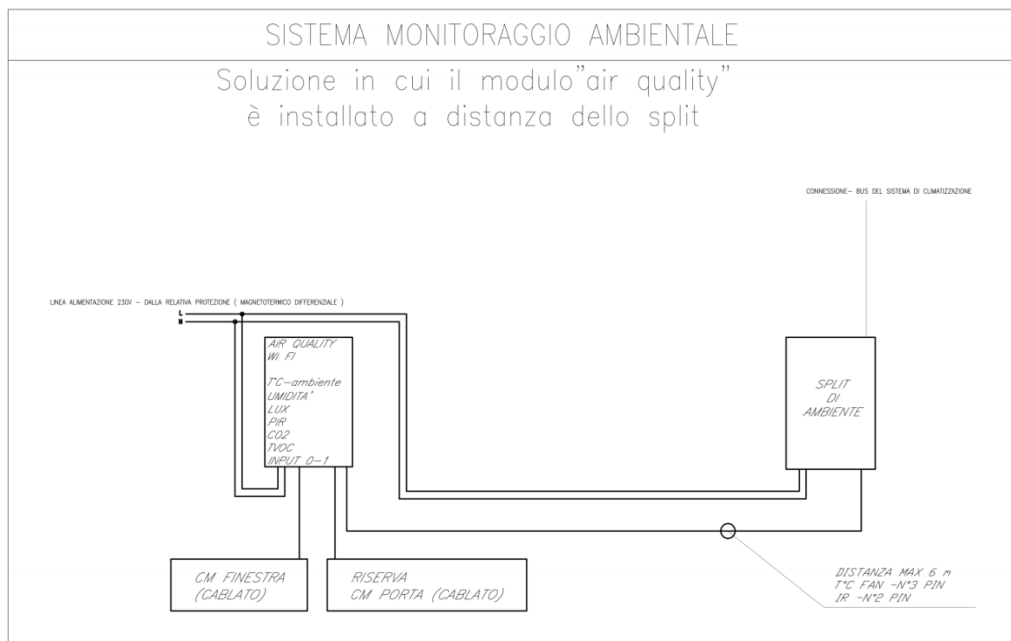 SISTEMA MONITORAGGIO AMBIENTALE
Soluzione in cui il modulo"air quality"
è installato a distanza dello split
CONNESSIONE- BUS DEL SISTEMA DI CLIMATIZZAZIONE
LINEA ALIMENTAZIONE 230V - DALLA RELATIVA PROTEZIONE ( MAGNETOTERMICO DIFFERENZIALE )
L
N
AIR QUALITY
WI FI
T°C-ambiente
UMIDITA'
LUX
PIR
CO2
TVOC
INPUT 0-1
SPLIT
DI
AMBIENTE
CM FINESTRA
(CABLATO)
RISERVA
CM PORTA (CABLATO)
DISTANZA MAX 6 m
T°C FAN -N°3 PIN
IR -N°2 PIN